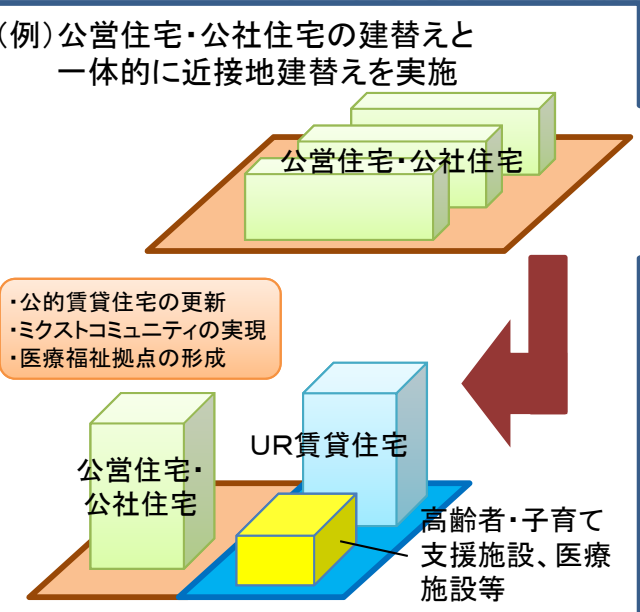 (例)公営住宅・公社住宅の建替えと
一体的に近接地建替えを実施
公営住宅・公社住宅
・公的賃貸住宅の更新
・ミクストコミュニティの実現
・医療福祉拠点の形成
公営住宅・
公社住宅
UR賃貸住宅
高齢者・子育て
支援施設、医療
施設等